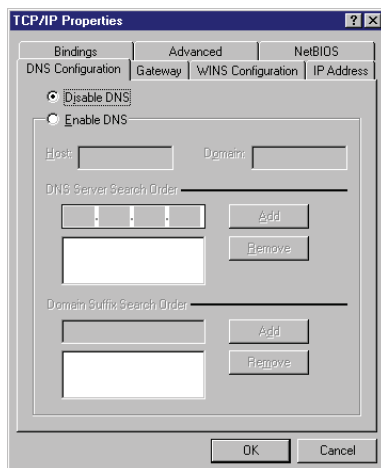 TCP/IP Properties ? X
Bindings Advanced NetBIOS
DNS Configuration Gateway WINS Configuration IP Address
Disable DNS
Enable DNS
Host: Domain:
DNS Server Search Order
. . . Add
Remove
Domain Suffix Search Order
Add
Remove
OK Cancel